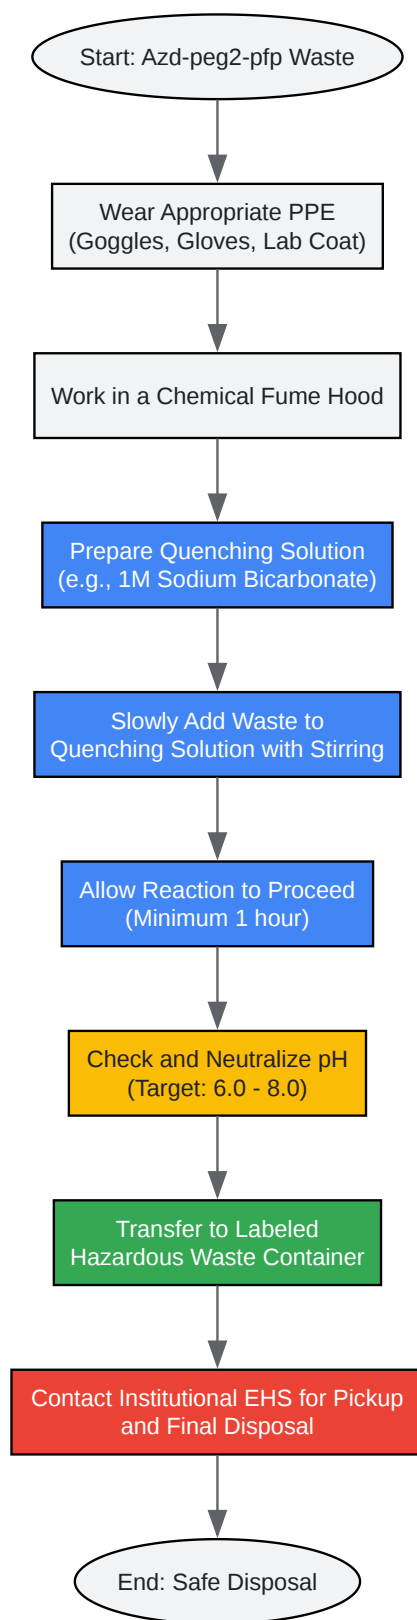 Start: Azd-peg2-pfp Waste
Wear Appropriate PPE
(Goggles, Gloves, Lab Coat)
Work in a Chemical Fume Hood
Prepare Quenching Solution
(e.g., 1M Sodium Bicarbonate)
Slowly Add Waste to
Quenching Solution with Stirring
Allow Reaction to Proceed
(Minimum 1 hour)
Check and Neutralize pH
(Target: 6.0 - 8.0)
Transfer to Labeled
Hazardous Waste Container
Contact Institutional EHS for Pickup
and Final Disposal
End: Safe Disposal